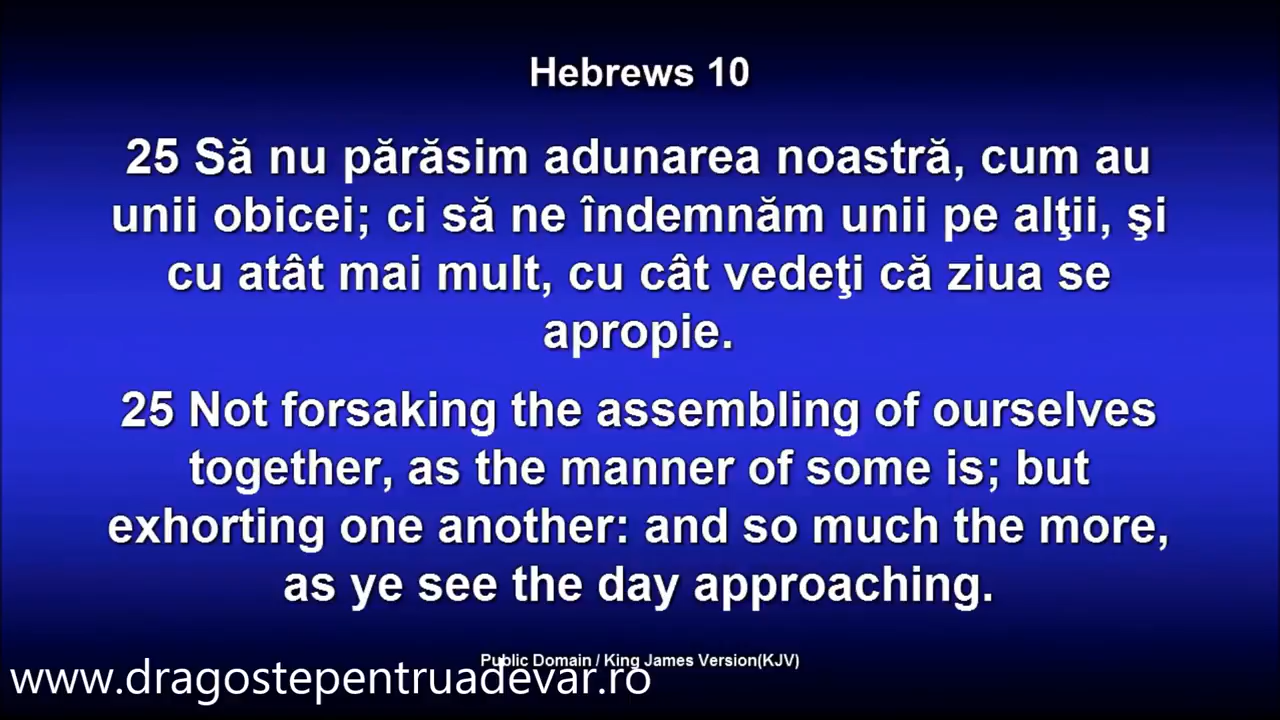 Hebrews 10
25 Să nu părăsim adunarea noastră, cum au
unii obicei; ci să ne îndemnăm unii pe alţii, şi
cu atât mai mult, cu cât vedeţi că ziua se
apropie.
25 Not forsaking the assembling of ourselves
together, as the manner of some is; but
exhorting one another: and so much the more,
as ye see the day approaching.
Public Domain / King James Version(KJV)
www.dragostepentruadevar.ro